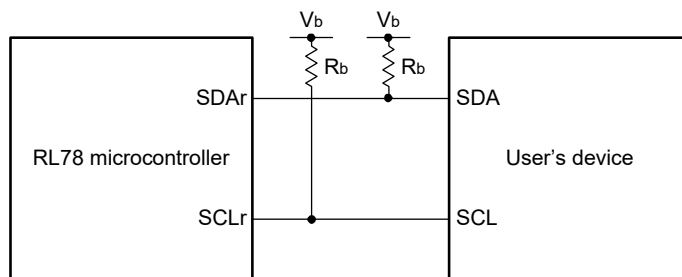 Vb Vb
Rb Rb
SDAr SDA
RL78 microcontroller User's device
SCLr SCL